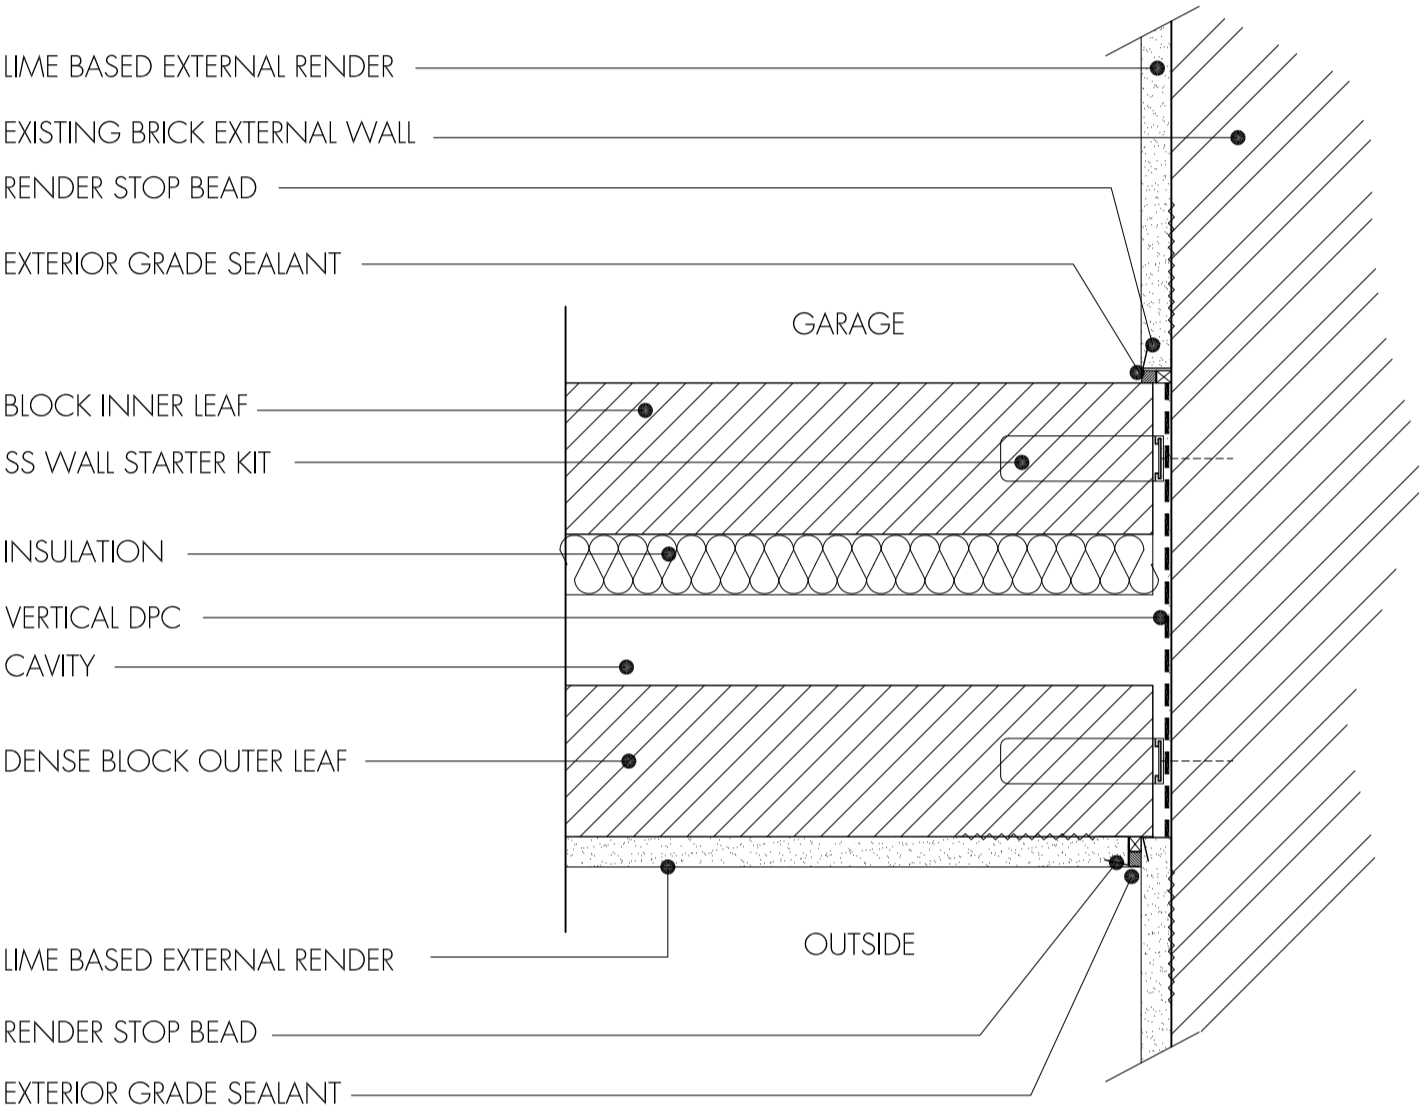 LIME BASED EXTERNAL RENDER
EXISTING BRICK EXTERNAL WALL
RENDER STOP BEAD
EXTERIOR GRADE SEALANT
GARAGE
BLOCK INNER LEAF
SS WALL STARTER KIT
INSULATION
VERTICAL DPC
CAVITY
DENSE BLOCK OUTER LEAF
OUTSIDE
LIME BASED EXTERNAL RENDER
RENDER STOP BEAD
EXTERIOR GRADE SEALANT